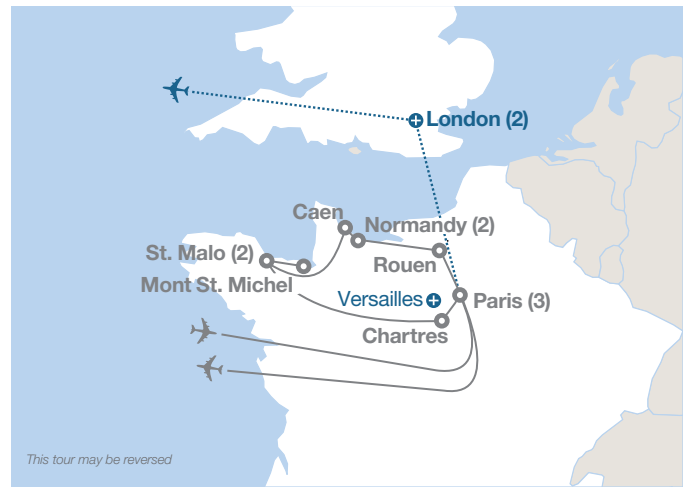 London (2)
Caen
Normandy (2)
St. Malo (2)
Rouen
Mont St. Michel
Versailles
Paris (3)
Chartres
This tour may be reversed